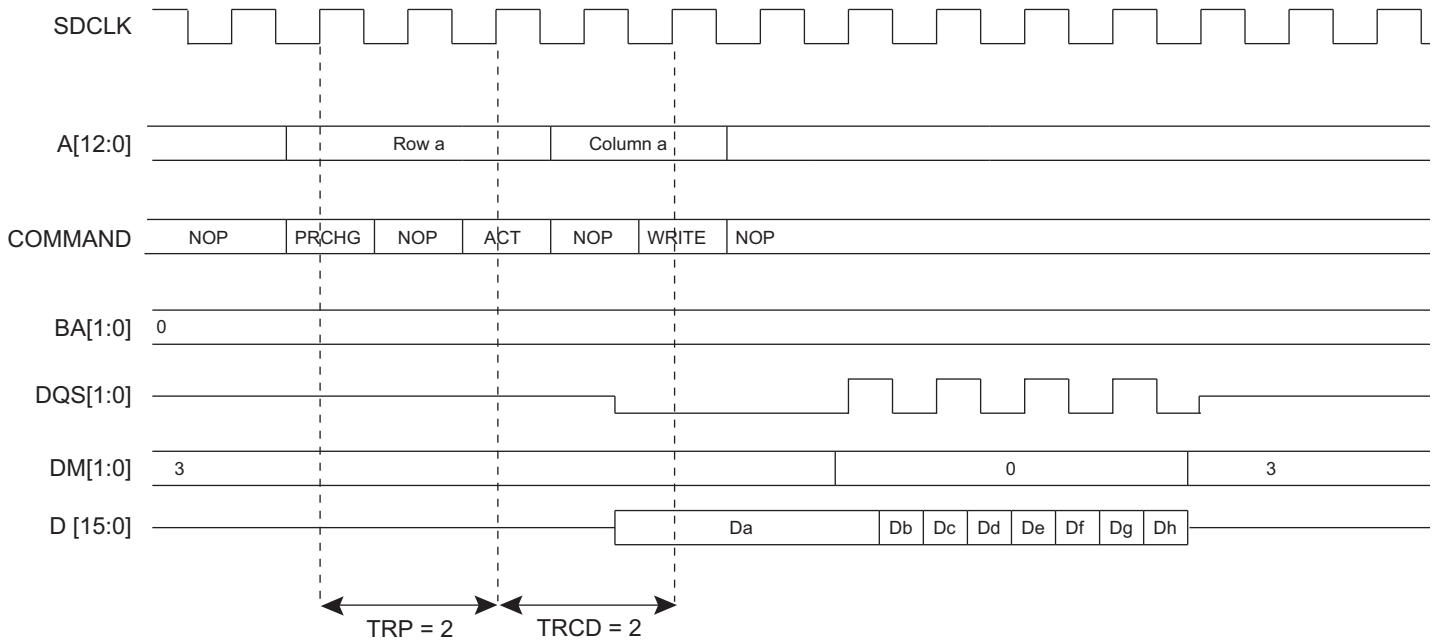 SDCLK
A[12:0]
Row a
Column a
COMMAND
NOP
PRCHG
NOP
ACT
NOP
WRITE
NOP
BA[1:0]
0
DQS[1:0]
DM[1:0]
3
0
3
D [15:0]
Da
Db
Dc
Dd
De
Df
Dg
Dh
TRP = 2
TRCD = 2